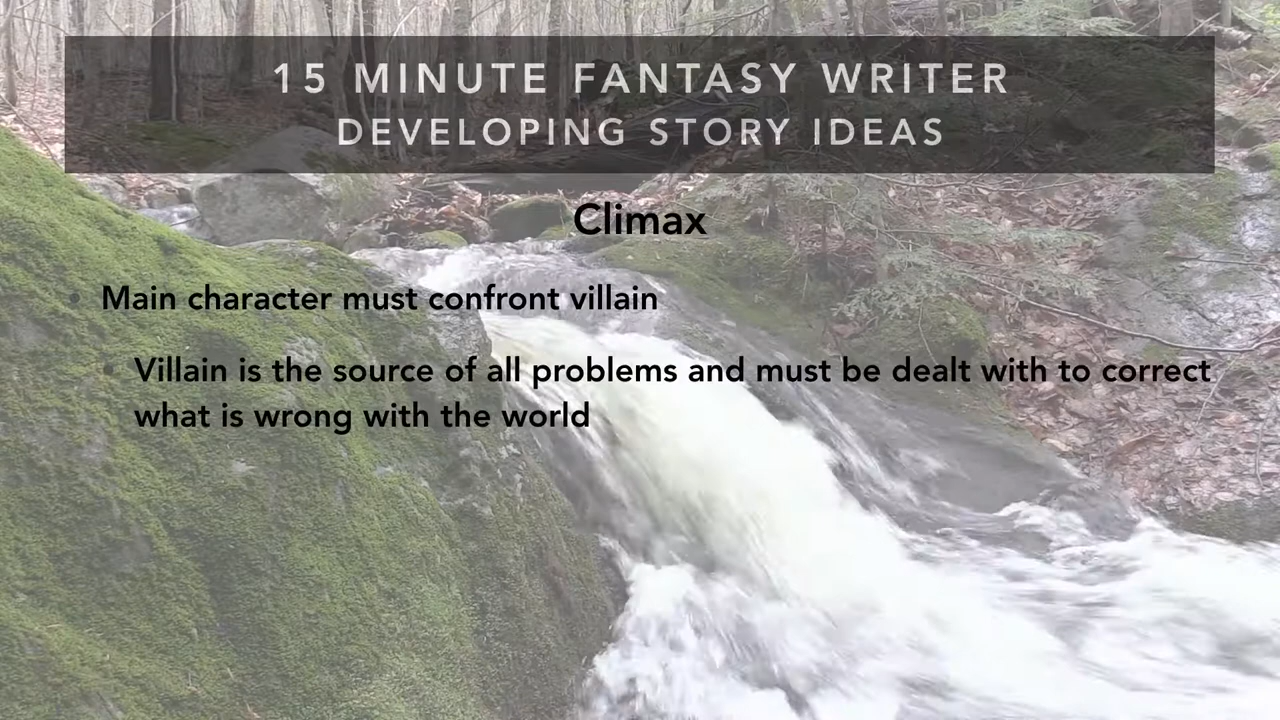 15 MINUTE FANTASY WRITER
DEVELOPING STORY IDEAS
Climax
• Main character must confront villain
• Villain is the source of all problems and must be dealt with to correct
what is wrong with the world